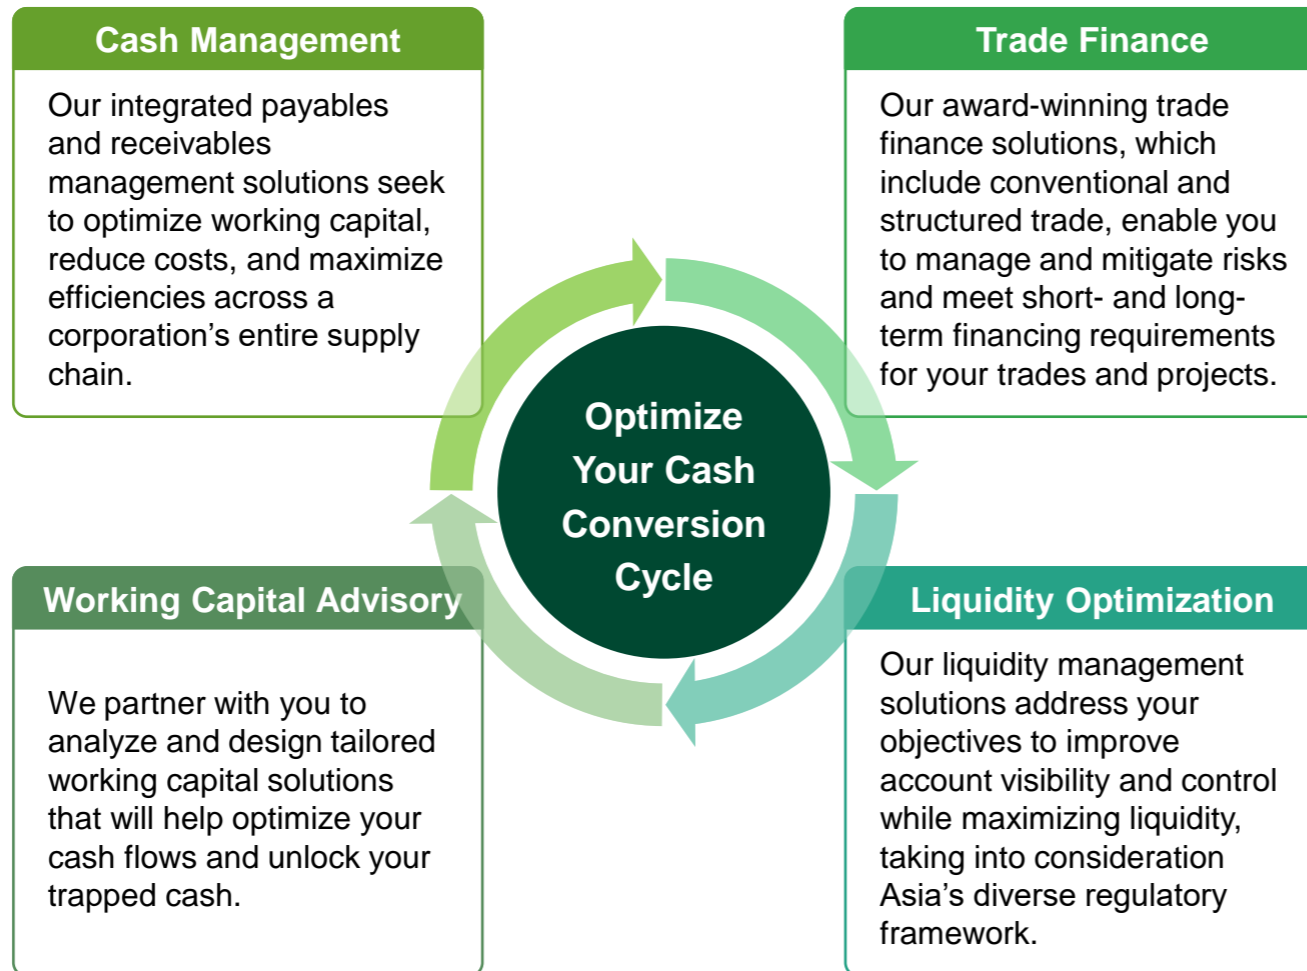 Cash Management
Our integrated payables
and receivables
management solutions seek
to optimize working capital,
reduce costs, and maximize
efficiencies across a
corporation’s entire supply
chain.
Trade Finance
Our award-winning trade
finance solutions, which
include conventional and
structured trade, enable you
to manage and mitigate risks
and meet short- and long-
term financing requirements
for your trades and projects.
Optimize
Your Cash
Conversion
Cycle
Working Capital Advisory
We partner with you to
analyze and design tailored
working capital solutions
that will help optimize your
cash flows and unlock your
trapped cash.
Liquidity Optimization
Our liquidity management
solutions address your
objectives to improve
account visibility and control
while maximizing liquidity,
taking into consideration
Asia’s diverse regulatory
framework.